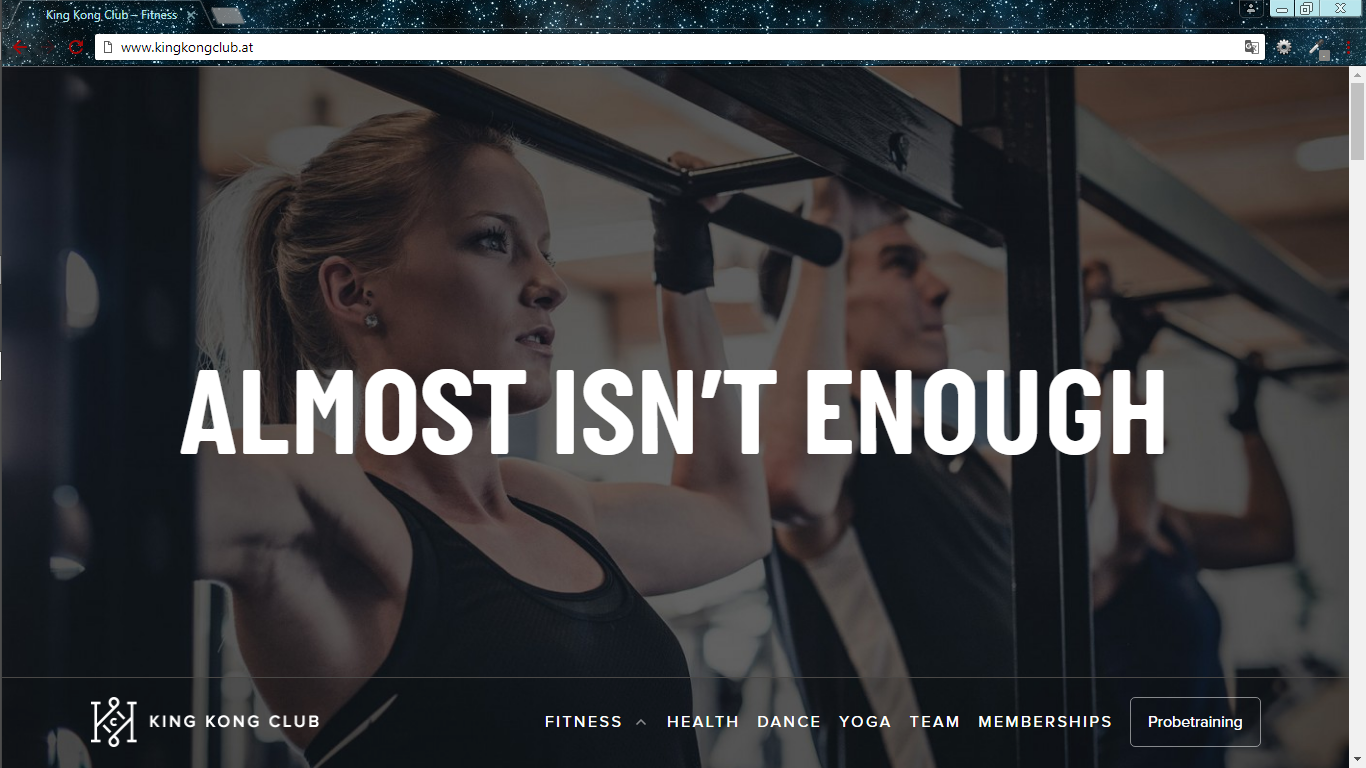 King Kong Club – Fitness
www.kingkongclub.at
ALMOST ISN’T ENOUGH
KING KONG CLUB FITNESS HEALTH DANCE YOGA TEAM MEMBERSHIPS Probetraining